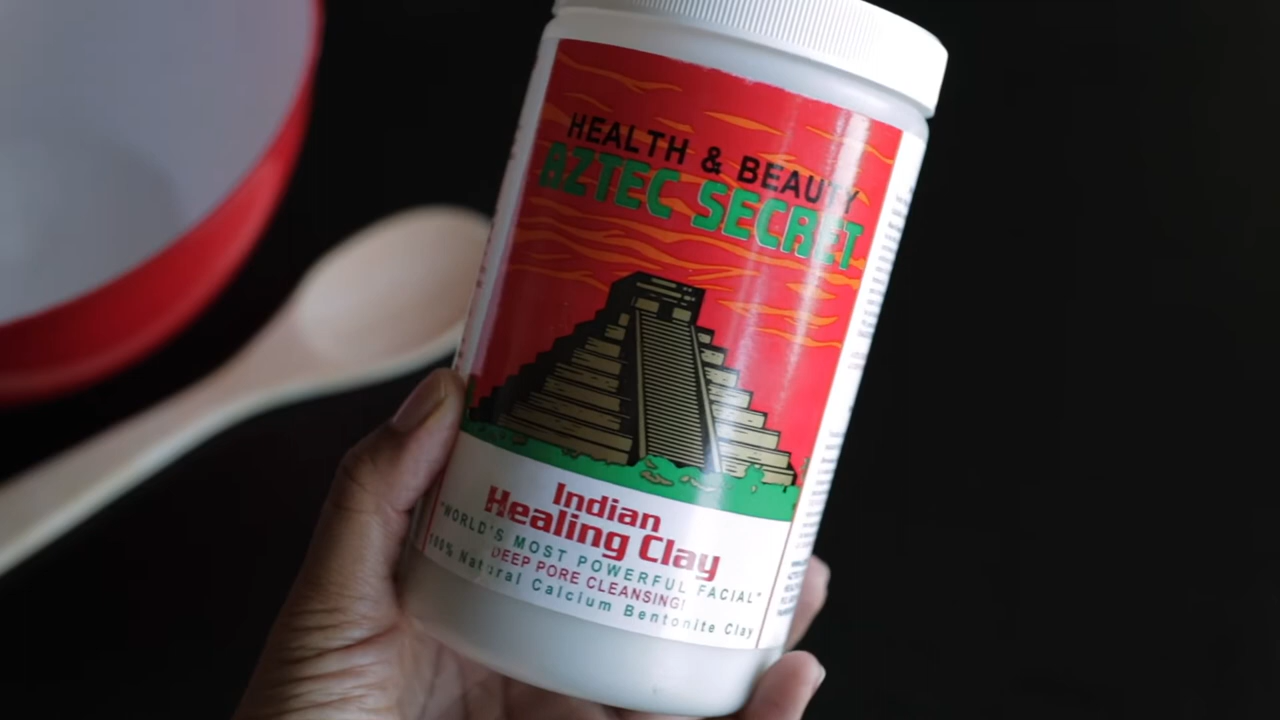 HEALTH & BEAUTY
AZTEC SECRET
Indian
Healing Clay
"WORLD'S MOST POWERFUL FACIAL"
DEEP PORE CLEANSING!
100% Natural Calcium Bentonite Clay